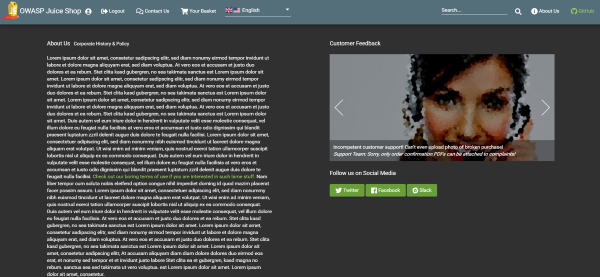 OWASP Juice Shop Logout Contact Us Your Basket English Search... About Us GitHub
About Us Corporate History & Policy
Lorem ipsum dolor sit amet, consetetur sadipscing elitr, sed diam nonumy eirmod tempor invidunt ut
labore et dolore magna aliquyam erat, sed diam voluptua. At vero eos et accusam et justo duo
dolores et ea rebum. Stet clita kasd gubergren, no sea takimata sanctus est Lorem ipsum dolor sit
amet. Lorem ipsum dolor sit amet, consetetur sadipscing elitr, sed diam nonumy eirmod tempor
invidunt ut labore et dolore magna aliquyam erat, sed diam voluptua. At vero eos et accusam et justo
duo dolores et ea rebum. Stet clita kasd gubergren, no sea takimata sanctus est Lorem ipsum dolor
sit amet. Lorem ipsum dolor sit amet, consetetur sadipscing elitr, sed diam nonumy eirmod tempor
invidunt ut labore et dolore magna aliquyam erat, sed diam voluptua. At vero eos et accusam et justo
duo dolores et ea rebum. Stet clita kasd gubergren, no sea takimata sanctus est Lorem ipsum dolor
sit amet. Duis autem vel eum iriure dolor in hendrerit in vulputate velit esse molestie consequat, vel
illum dolore eu feugiat nulla facilisis at vero eros et accumsan et iusto odio dignissim qui blandit
praesent luptatum zzril delenit augue duis dolore te feugait nulla facilisi. Lorem ipsum dolor sit
amet, consectetuer adipiscing elit, sed diam nonummy nibh euismod tincidunt ut laoreet dolore
magna aliquam erat volutpat. Ut wisi enim ad minim veniam, quis nostrud exerci tation ullamcorper suscipit
lobortis nisl ut aliquip ex ea commodo consequat. Duis autem vel eum iriure dolor in hendrerit in
vulputate velit esse molestie consequat, vel illum dolore eu feugiat nulla facilisis at vero eros et
accumsan et iusto odio dignissim qui blandit praesent luptatum zzril delenit augue duis dolore te
feugait nulla facilisi. Check out our boring terms of use if you are interested in such lame stuff. Nam
liber tempor cum soluta nobis eleifend option congue nihil imperdiet doming id quod mazim placerat
facer possim assum. Lorem ipsum dolor sit amet, consectetuer adipiscing elit, sed diam nonummy
nibh euismod tincidunt ut laoreet dolore magna aliquam erat volutpat. Ut wisi enim ad minim veniam,
quis nostrud exerci tation ullamcorper suscipit lobortis nisl ut aliquip ex ea commodo consequat.
Duis autem vel eum iriure dolor in hendrerit in vulputate velit esse molestie consequat, vel illum dolore
eu feugiat nulla facilisis. At vero eos et accusam et justo duo dolores et ea rebum. Stet clita kasd
gubergren, no sea takimata sanctus est Lorem ipsum dolor sit amet. Lorem ipsum dolor sit amet,
consetetur sadipscing elitr, sed diam nonumy eirmod tempor invidunt ut labore et dolore magna aliquyam
erat, sed diam voluptua. At vero eos et accusam et justo duo dolores et ea rebum. Stet clita kasd
gubergren, no sea takimata sanctus est Lorem ipsum dolor sit amet. Lorem ipsum dolor sit amet,
consetetur sadipscing elitr, At accusam aliquyam diam diam dolore dolores duo eirmod eos
erat, et nonumy sed tempor et et invidunt justo labore Stet clita ea et gubergren, kasd magna no
rebum. sanctus sea sed takimata ut vero voluptua. est Lorem ipsum dolor sit amet. Lorem ipsum
dolor sit amet, consetetur
Customer Feedback
Incompetent customer support! Can't even upload photo of broken purchase!
Support Team: Sorry, only order confirmation PDFs can be attached to complaints!
Follow us on Social Media
Twitter Facebook Slack